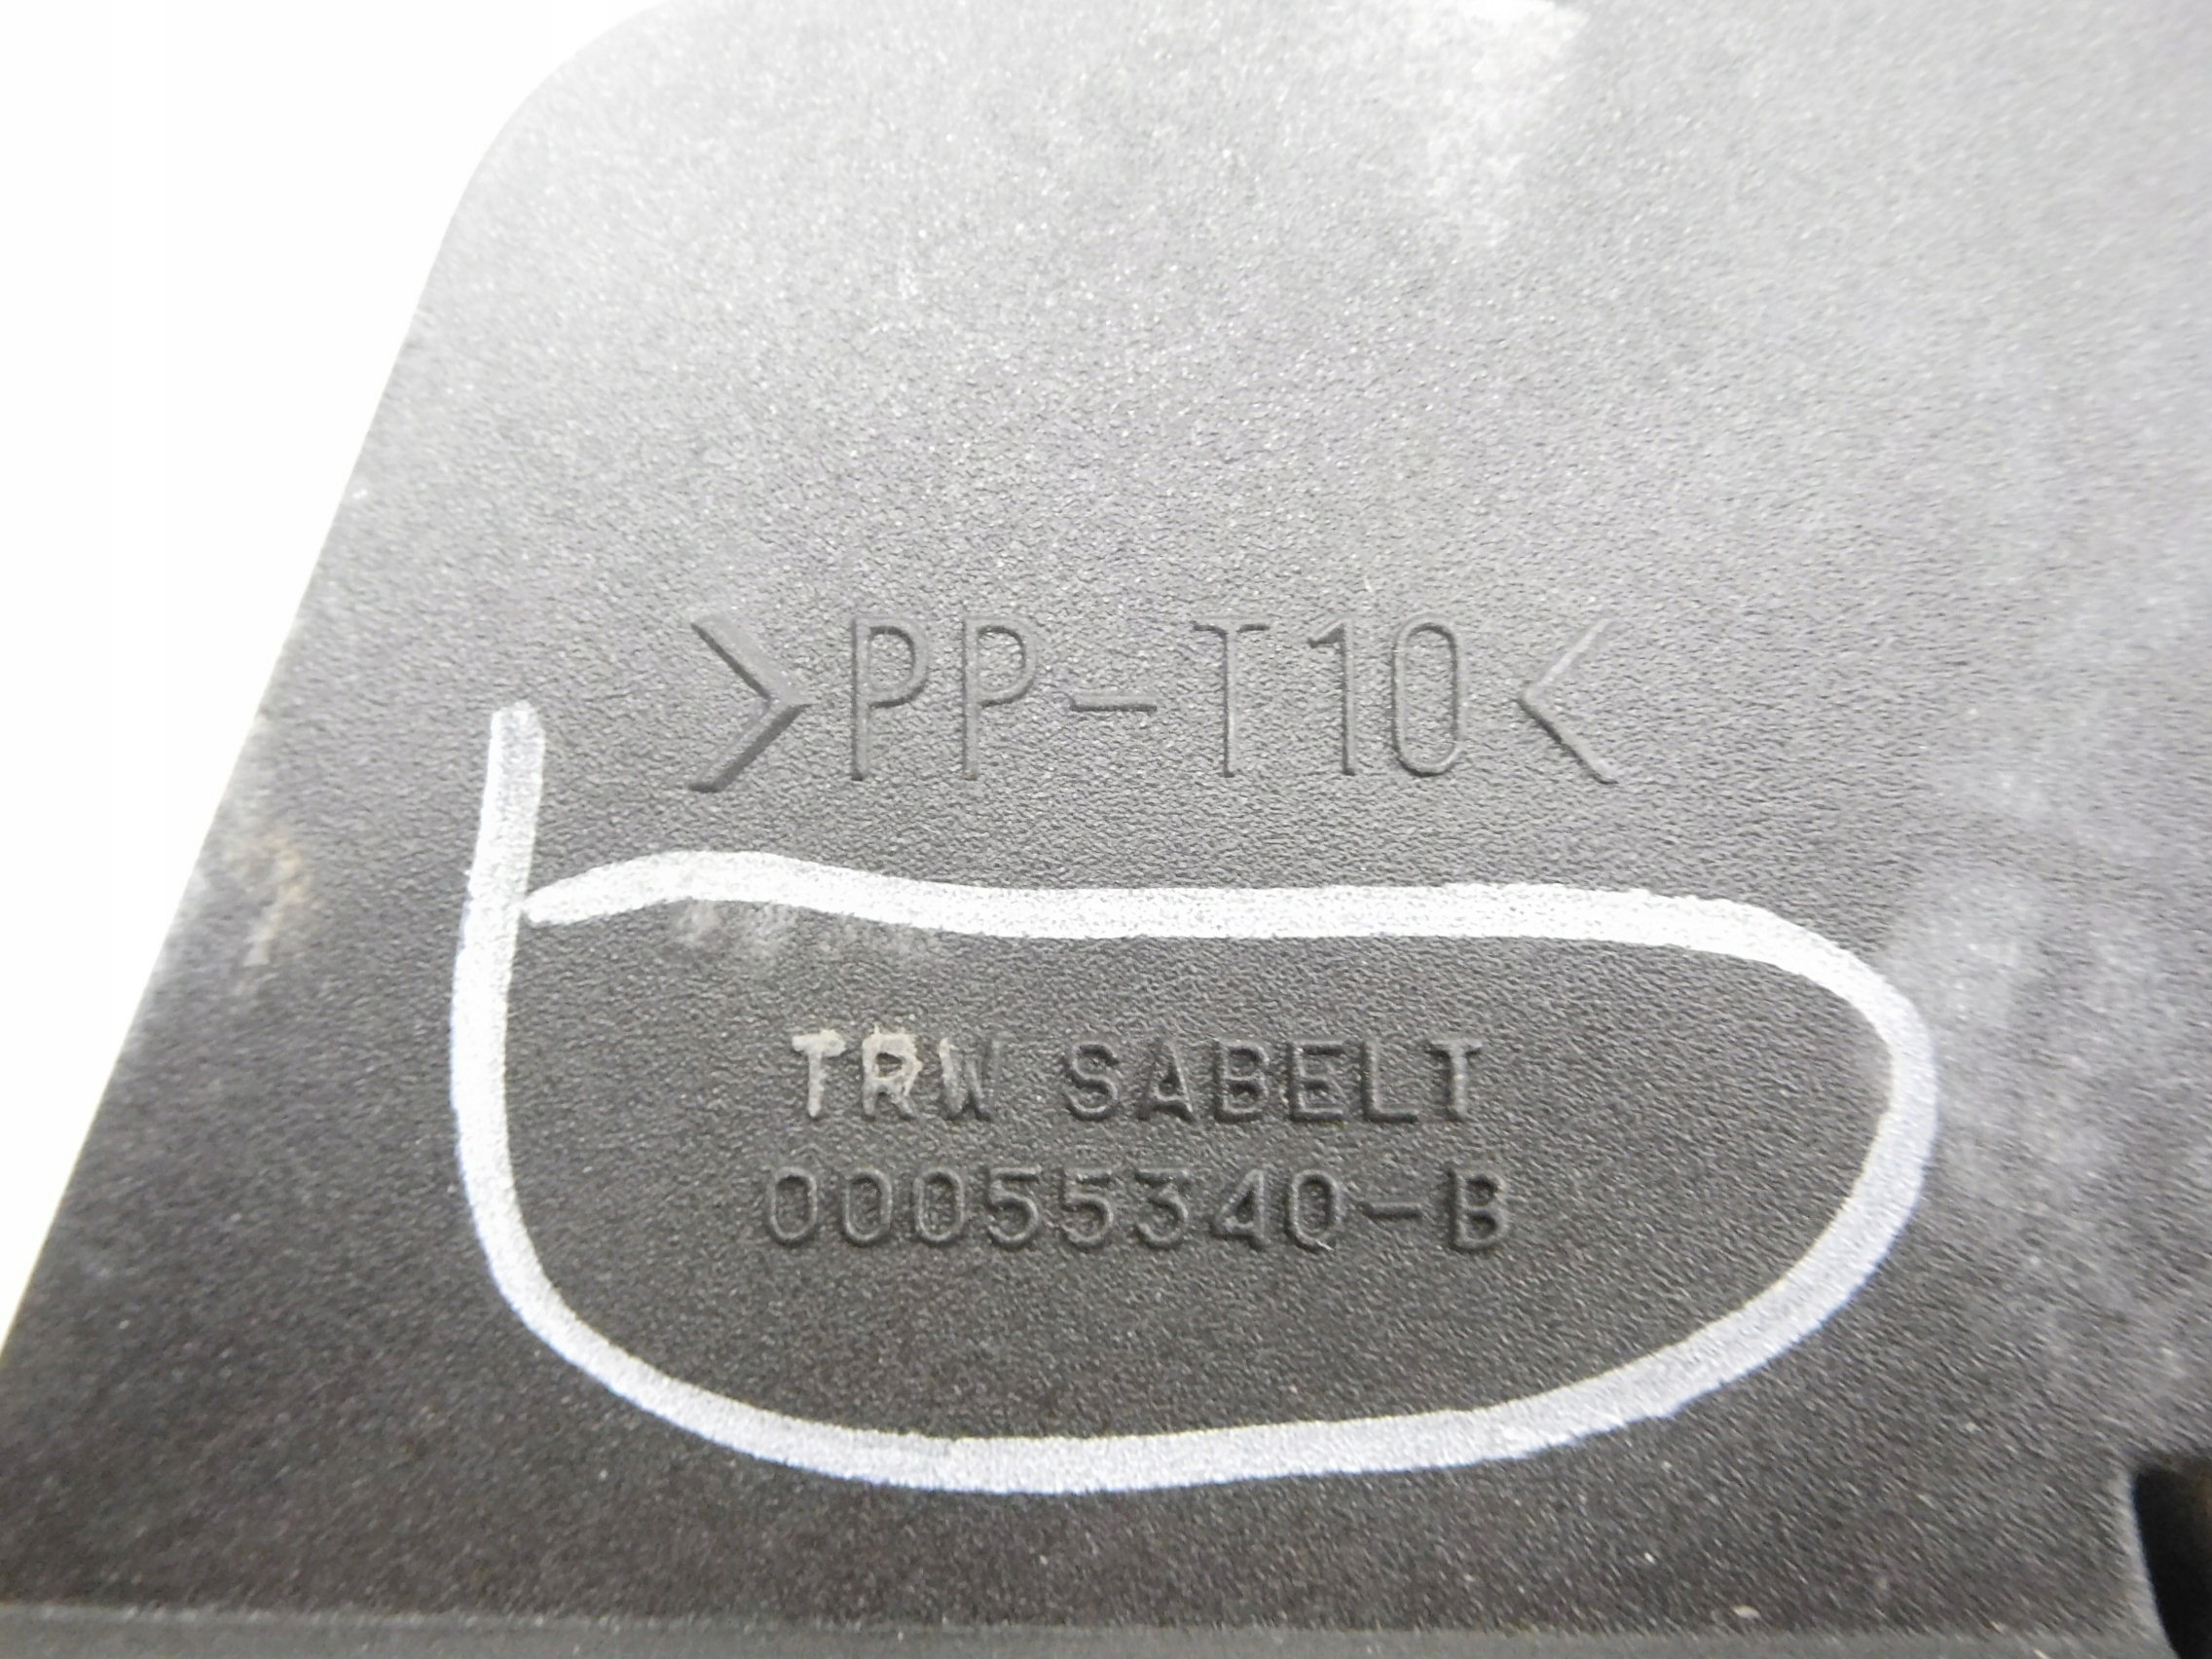 >PP-T10<
TRW SABELT
00055340-B